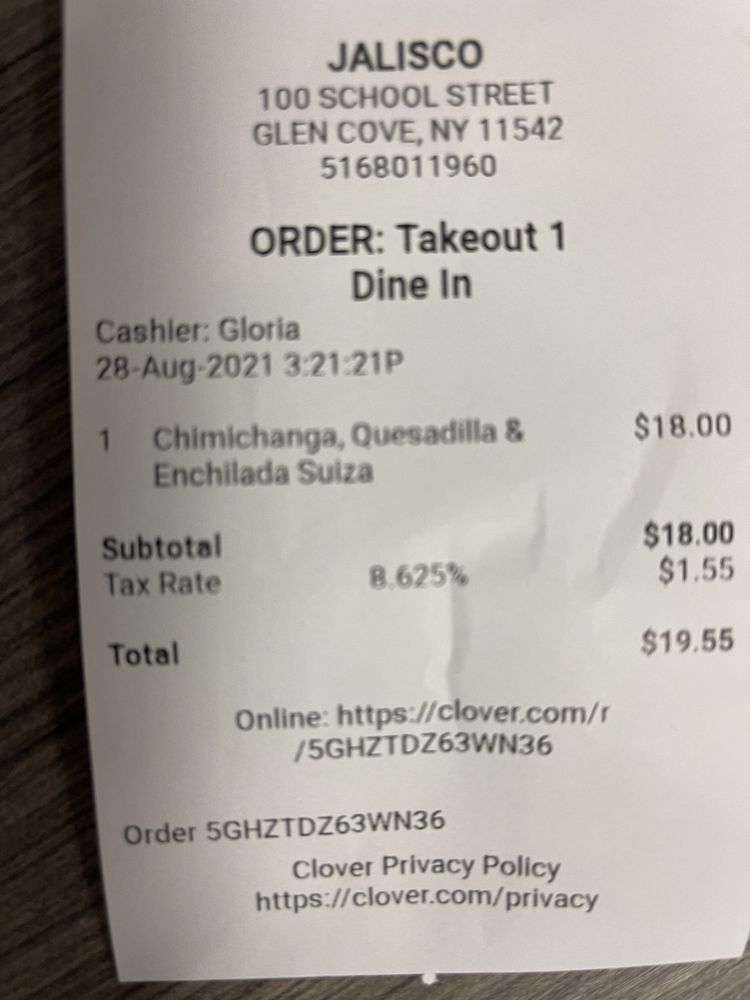 JALISCO
100 SCHOOL STREET
GLEN COVE, NY 11542
5168011960
ORDER: Takeout 1
Dine In
Cashier: Gloria
28-Aug-2021 3:21:21P
1 Chimichanga, Quesadilla & $18.00
Enchilada Suiza
Subtotal $18.00
Tax Rate 8.625% $1.55
Total $19.55
Online: https://clover.com/r
/5GHZTDZ63WN36
Order 5GHZTDZ63WN36
Clover Privacy Policy
https://clover.com/privacy